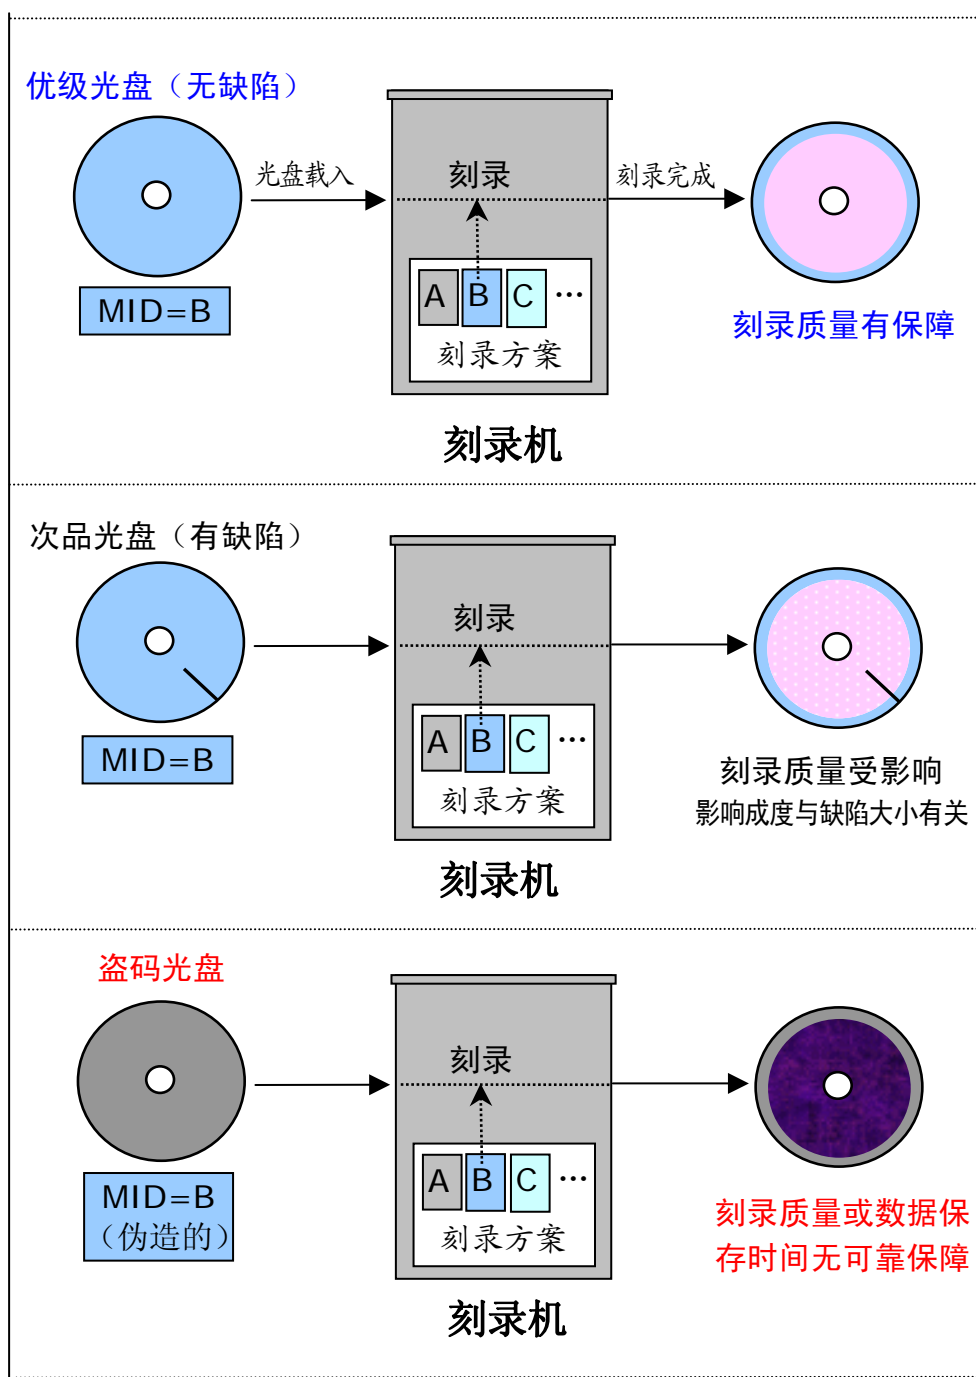 优级光盘（无缺陷）
光盘载入
刻录
刻录完成
MID=B
A B C …
刻录方案
刻录质量有保障
刻录机
次品光盘（有缺陷）
刻录
MID=B
A B C …
刻录方案
刻录质量受影响
影响成度与缺陷大小有关
刻录机
盗码光盘
刻录
MID=B
（伪造的）
A B C …
刻录方案
刻录质量或数据保
存时间无可靠保障
刻录机